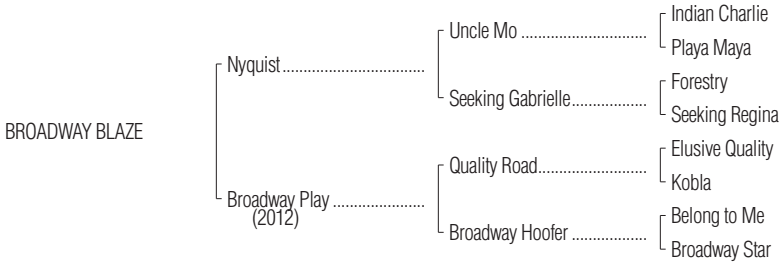 Indian Charlie
Uncle Mo ..............................
Playa Maya
Nyquist..................................
Forestry
Seeking Gabrielle..................
Seeking Regina
BROADWAY BLAZE
Elusive Quality
Quality Road..........................
Kobla
Broadway Play ......................
(2012)
Belong to Me
Broadway Hoofer ..................
Broadway Star